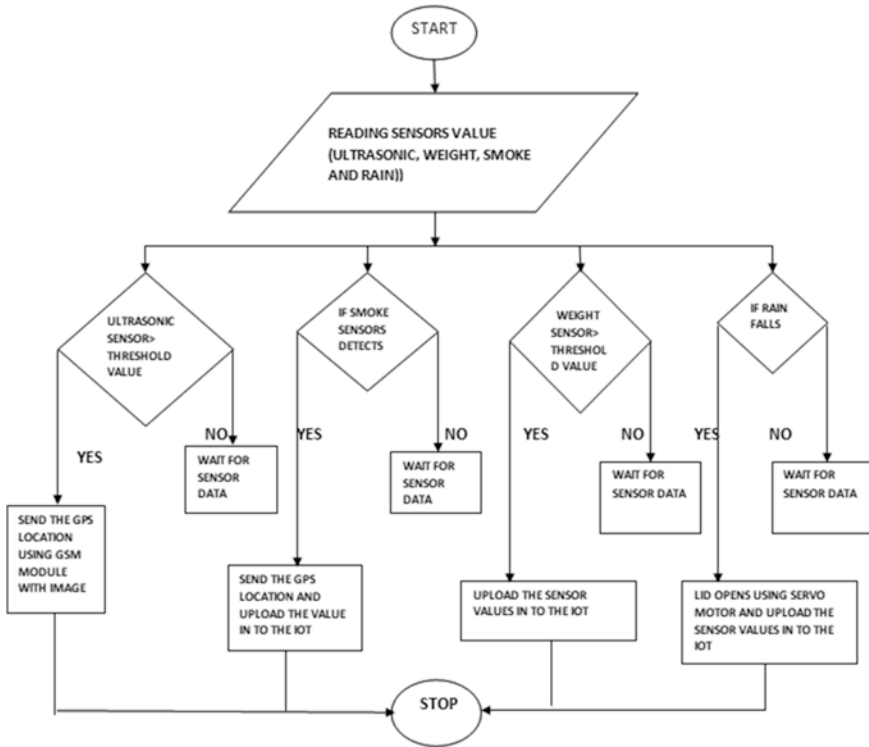 START
READING SENSORS VALUE
(ULTRASONIC, WEIGHT, SMOKE
AND RAIN))
ULTRASONIC
SENSOR>
THRESHOLD
VALUE
IF SMOKE
SENSORS
DETECTS
WEIGHT
SENSOR>
THRESHOL
D VALUE
IF RAIN
FALLS
YES
NO
YES
NO
YES
NO
YES
NO
WAIT FOR
SENSOR
DATA
WAIT FOR
SENSOR
DATA
WAIT FOR
SENSOR DATA
WAIT FOR
SENSOR DATA
SEND THE GPS
LOCATION
USING GSM
MODULE
WITH IMAGE
SEND THE GPS
LOCATION AND
UPLOAD THE VALUE
IN TO THE IOT
UPLOAD THE SENSOR
VALUES IN TO THE IOT
LID OPENS USING SERVO
MOTOR AND UPLOAD THE
SENSOR VALUES IN TO THE
IOT
STOP